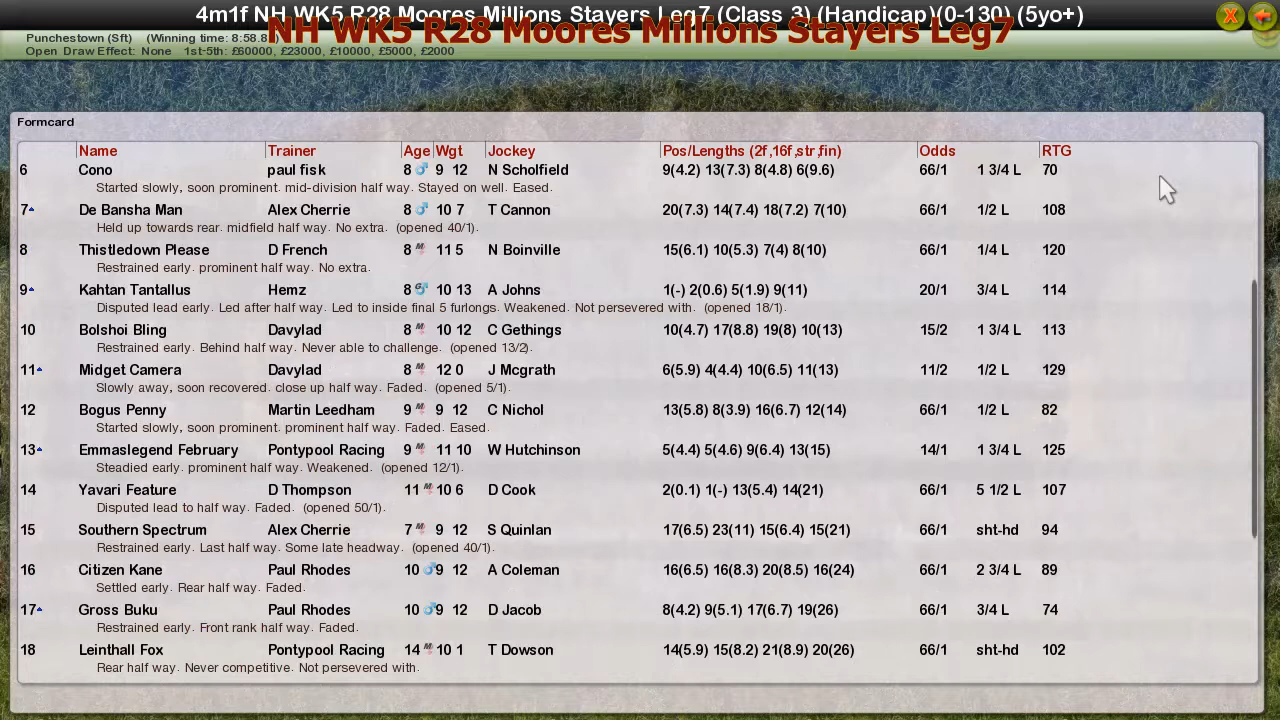 4m1f NH WK5 R28 Moores Millions Stayers Leg7 (Class 3) (Handicap)(0-130) (5yo+)
NH WK5 R28 Moores Millions Stayers Leg7
Punchestown (Sft) (Winning time: 8:58.8
Open Draw Effect: None 1st-5th: £60000, £23000, £10000, £5000, £2000
Formcard
Name Trainer Age Wgt Jockey Pos/Lengths (2f,16f,str,fin) Odds RTG
6 Cono paul fisk 8 9 12 N Scholfield 9(4.2) 13(7.3) 8(4.8) 6(9.6) 66/1 1 3/4 L 70
Started slowly, soon prominent. mid-division half way. Stayed on well. Eased.
7 De Bansha Man Alex Cherrie 8 10 7 T Cannon 20(7.3) 14(7.4) 18(7.2) 7(10) 66/1 1/2 L 108
Held up towards rear. midfield half way. No extra. (opened 40/1).
8 Thistledown Please D French 8 11 5 N Boinville 15(6.1) 10(5.3) 7(4) 8(10) 66/1 1/4 L 120
Restrained early. prominent half way. No extra.
9 Kahtan Tantallus Hemz 8 10 13 A Johns 1(-) 2(0.6) 5(1.9) 9(11) 20/1 3/4 L 114
Disputed lead early. Led after half way. Led to inside final 5 furlongs. Weakened. Not persevered with. (opened 18/1).
10 Bolshoi Bling Davylad 8 10 12 C Gethings 10(4.7) 17(8.8) 19(8) 10(13) 15/2 1 3/4 L 113
Restrained early. Behind half way. Never able to challenge. (opened 13/2).
11 Midget Camera Davylad 8 12 0 J Mcgrath 6(5.9) 4(4.4) 10(6.5) 11(13) 11/2 1/2 L 129
Slowly away, soon recovered. close up half way. Faded. (opened 5/1).
12 Bogus Penny Martin Leedham 9 9 12 C Nichol 13(5.8) 8(3.9) 16(6.7) 12(14) 66/1 1/2 L 82
Started slowly, soon prominent. prominent half way. Faded. Eased.
13 Emmaslegend February Pontypool Racing 9 11 10 W Hutchinson 5(4.4) 5(4.6) 9(6.4) 13(15) 14/1 1 3/4 L 125
Steadied early. prominent half way. Weakened. (opened 12/1).
14 Yavari Feature D Thompson 11 10 6 D Cook 2(0.1) 1(-) 13(5.4) 14(21) 66/1 5 1/2 L 107
Disputed lead to half way. Faded. (opened 50/1).
15 Southern Spectrum Alex Cherrie 7 9 12 S Quinlan 17(6.5) 23(11) 15(6.4) 15(21) 66/1 sht-hd 94
Restrained early. Last half way. Some late headway. (opened 40/1).
16 Citizen Kane Paul Rhodes 10 9 12 A Coleman 16(6.5) 16(8.3) 20(8.5) 16(24) 66/1 2 3/4 L 89
Settled early. Rear half way. Faded.
17 Gross Buku Paul Rhodes 10 9 12 D Jacob 8(4.2) 9(5.1) 17(6.7) 19(26) 66/1 3/4 L 74
Restrained early. Front rank half way. Faded.
18 Leinthall Fox Pontypool Racing 14 10 1 T Dowson 14(5.9) 15(8.2) 21(8.9) 20(26) 66/1 sht-hd 102
Rear half way. Never competitive. Not persevered with.